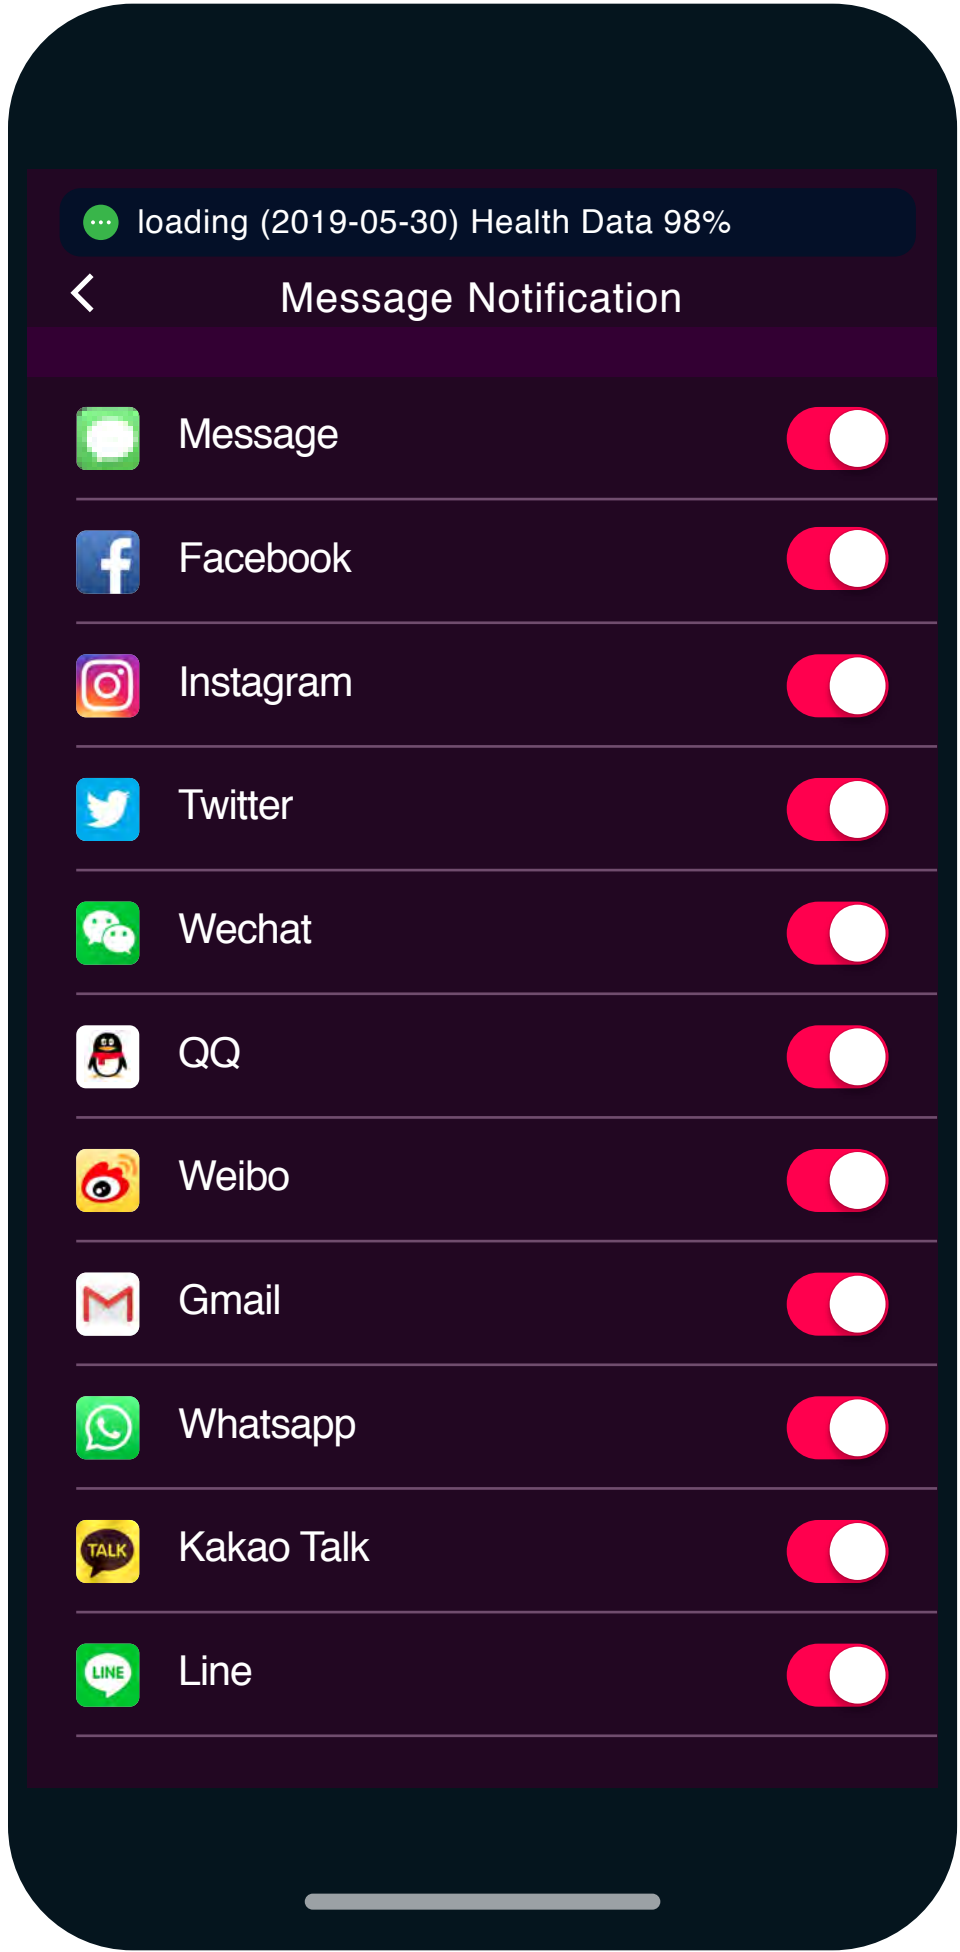 loading (2019-05-30) Health Data 98%
Message Notification
Message
Facebook
Instagram
Twitter
Wechat
QQ
Weibo
Gmail
Whatsapp
TALK
Kakao Talk
LINE
Line